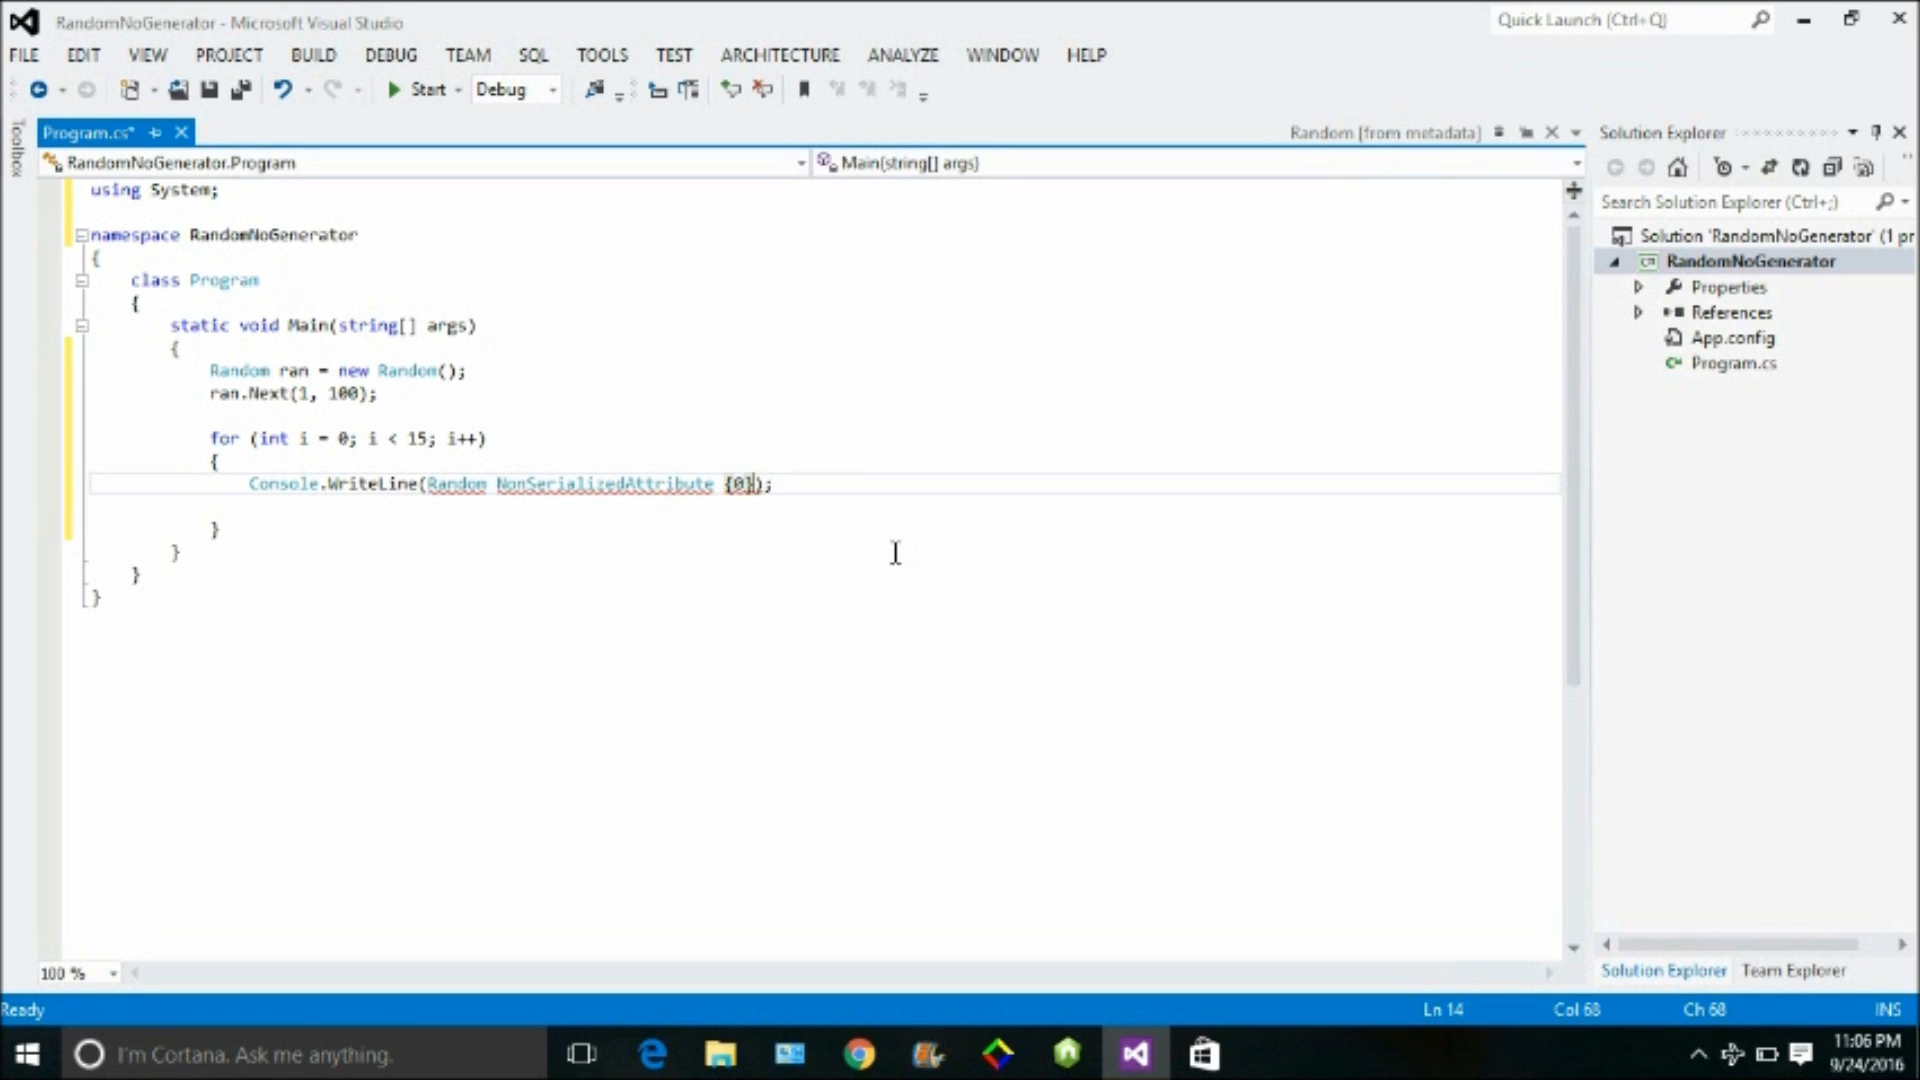 RandomNoGenerator - Microsoft Visual Studio
Quick Launch (Ctrl+Q)
FILE EDIT VIEW PROJECT BUILD DEBUG TEAM SQL TOOLS TEST ARCHITECTURE ANALYZE WINDOW HELP
Start Debug
Toolbox
Program.cs*
Random [from metadata]
Solution Explorer
RandomNoGenerator.Program
Main(string[] args)
using System;
namespace RandomNoGenerator
{
class Program
{
static void Main(string[] args)
{
Random ran = new Random();
ran.Next(1, 100);
for (int i = 0; i < 15; i++)
{
Console.WriteLine(Random NonSerializedAttribute {0});
}
}
}
}
Search Solution Explorer (Ctrl+;)
Solution 'RandomNoGenerator' (1 pr
RandomNoGenerator
Properties
References
App.config
Program.cs
100 %
Solution Explorer Team Explorer
Ready
Ln 14 Col 68 Ch 68 INS
I'm Cortana. Ask me anything.
11:06 PM
9/24/2016